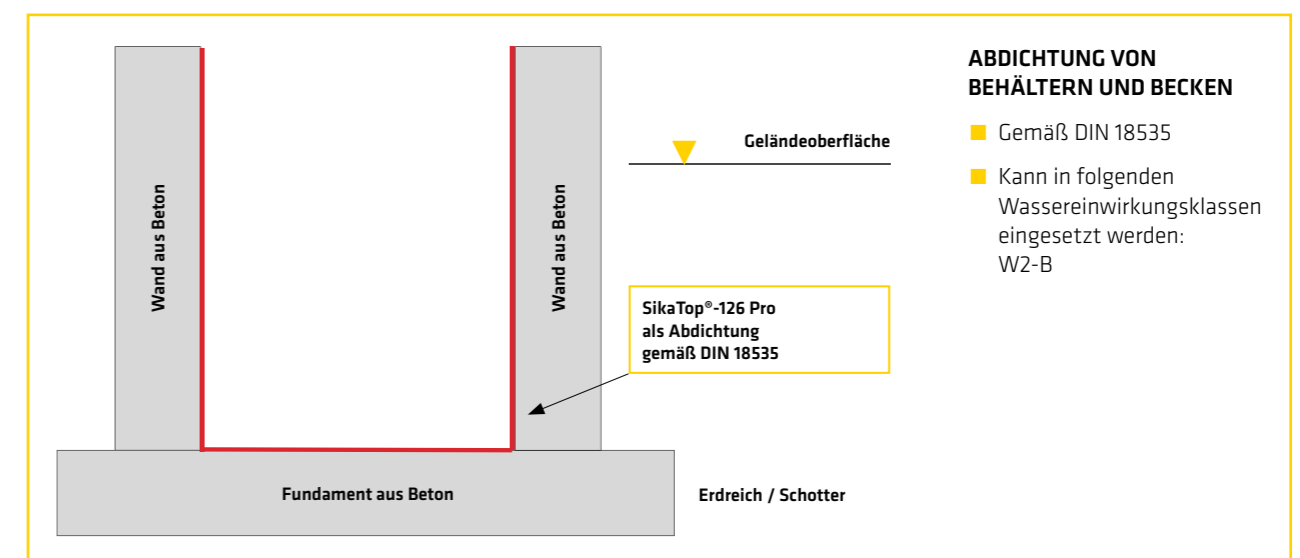 ABDICHTUNG VON
BEHÄLTERN UND BECKEN
Gemäß DIN 18535
Kann in folgenden
Wassereinwirkungsklassen
eingesetzt werden:
W2-B
Geländeoberfläche
Wand aus Beton
Wand aus Beton
SikaTop®-126 Pro
als Abdichtung
gemäß DIN 18535
Fundament aus Beton
Erdreich / Schotter